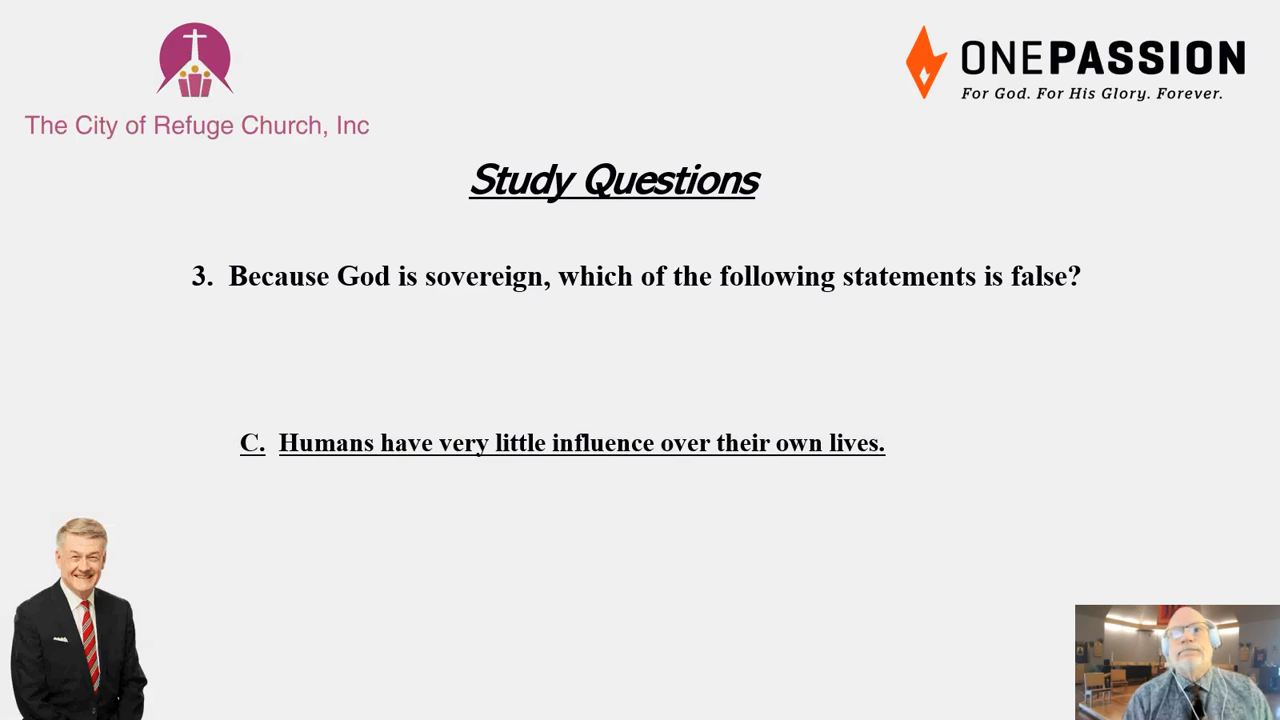 The City of Refuge Church, Inc
ONEPASSION
For God. For His Glory. Forever.
Study Questions
3. Because God is sovereign, which of the following statements is false?
C. Humans have very little influence over their own lives.